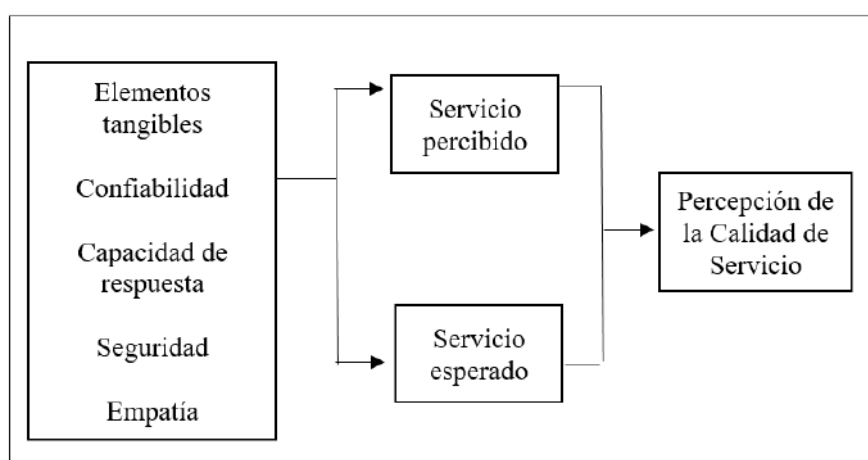 Elementos
tangibles
Confiabilidad
Capacidad de
respuesta
Seguridad
Empatía
Servicio
percibido
Servicio
esperado
Percepción de
la Calidad de
Servicio